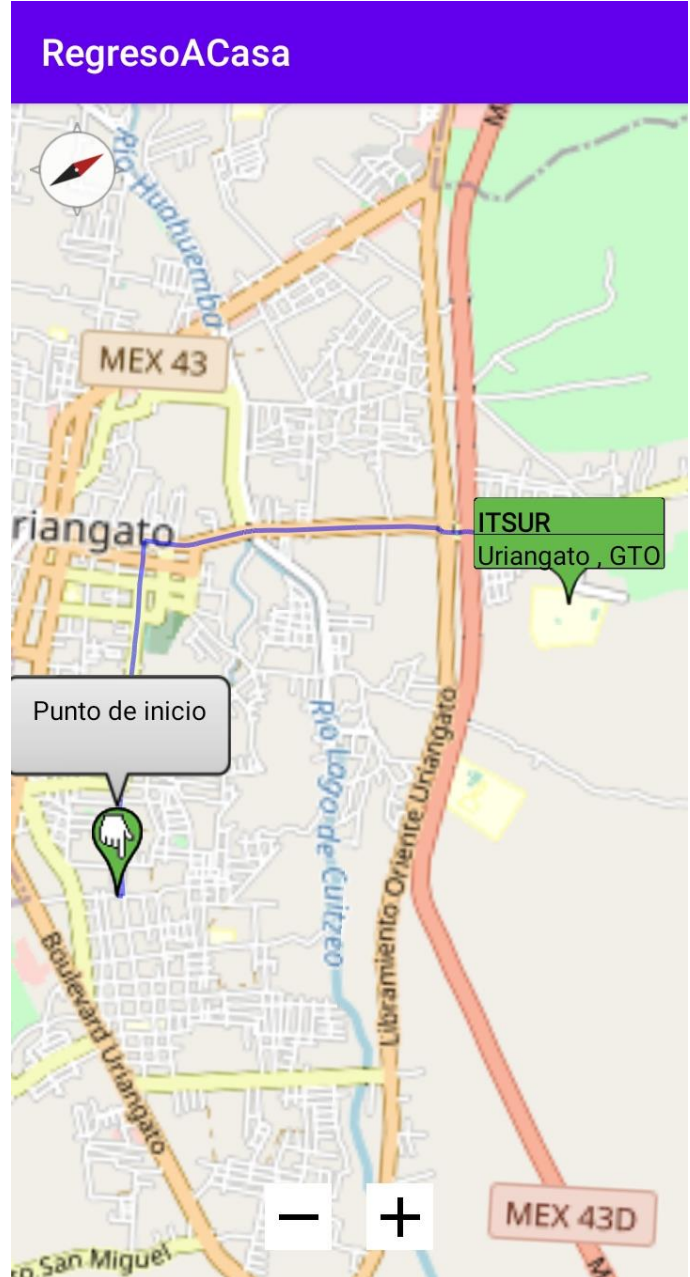 RegresoACasa
Río Huahuemba
MEX 43
riangato
ITSUR
Uriangato , GTO
Punto de inicio
Río Lago de Cuitzeo
Libramiento Oriente Uriangato
Boulevard Uriangato
MEX 43D
San Miguel
− +